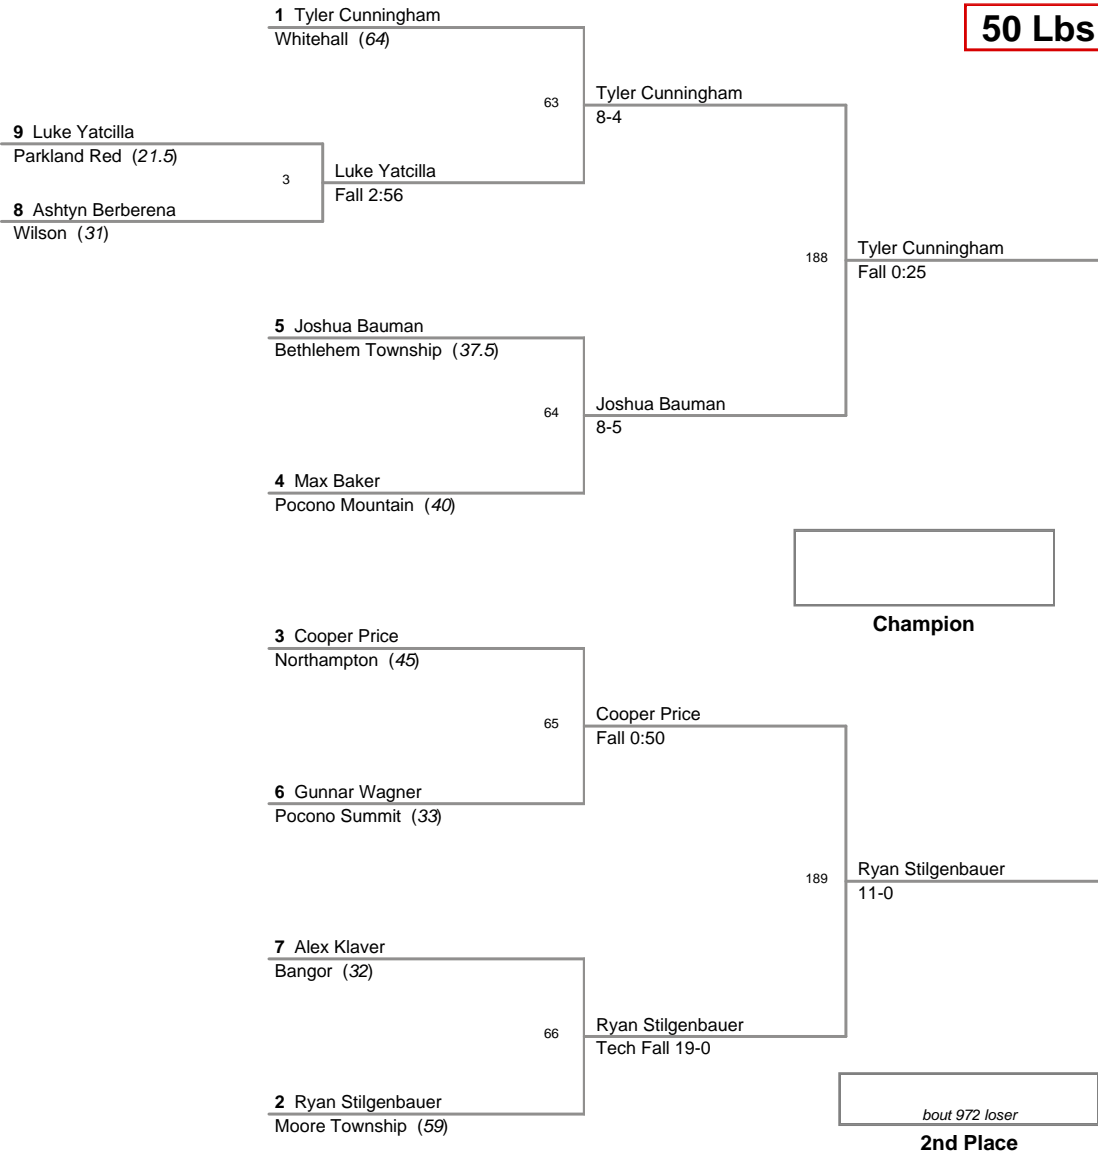 1 Tyler Cunningham
Whitehall (64)
50 Lbs
63
Tyler Cunningham
8-4
9 Luke Yatcilla
Parkland Red (21.5)
3
Luke Yatcilla
Fall 2:56
8 Ashtyn Berberena
Wilson (31)
188
Tyler Cunningham
Fall 0:25
5 Joshua Bauman
Bethlehem Township (37.5)
64
Joshua Bauman
8-5
4 Max Baker
Pocono Mountain (40)
Champion
3 Cooper Price
Northampton (45)
65
Cooper Price
Fall 0:50
6 Gunnar Wagner
Pocono Summit (33)
189
Ryan Stilgenbauer
11-0
7 Alex Klaver
Bangor (32)
66
Ryan Stilgenbauer
Tech Fall 19-0
2 Ryan Stilgenbauer
Moore Township (59)
bout 972 loser
2nd Place